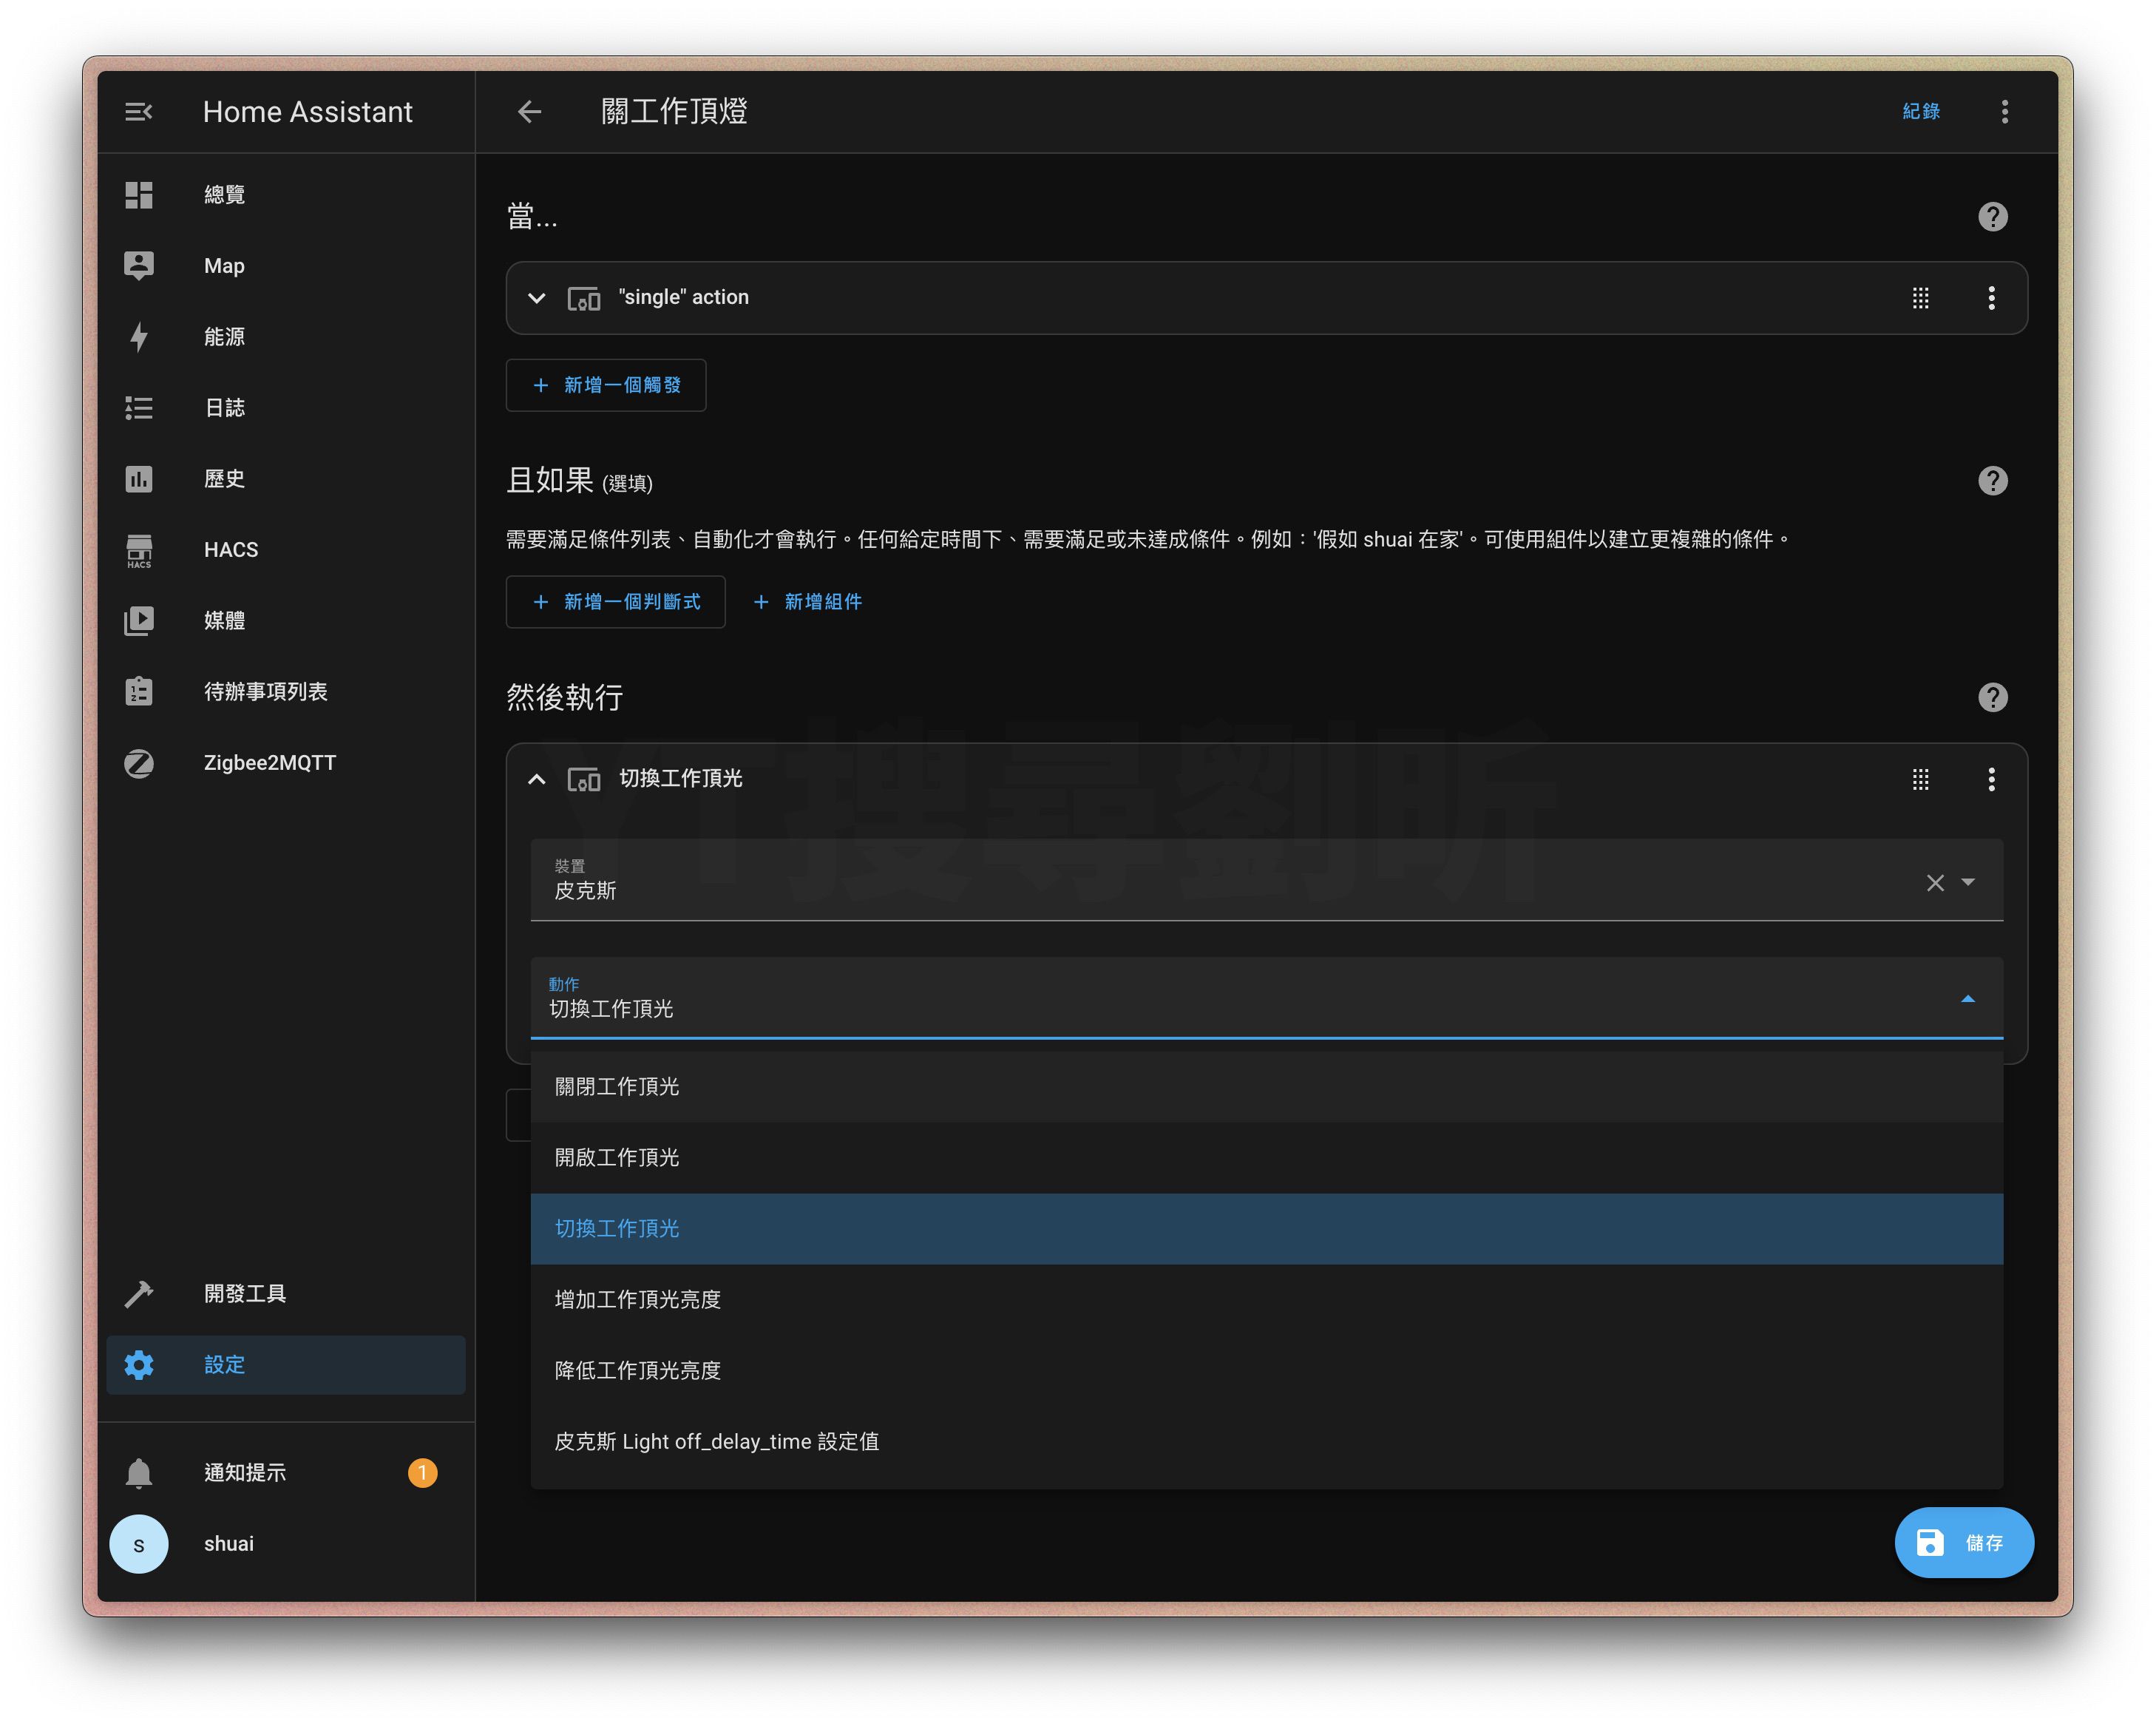 Home Assistant
總覽
Map
能源
日誌
歷史
HACS
HACS
媒體
待辦事項列表
Zigbee2MQTT
開發工具
設定
通知提示
1
s
shuai
關工作頂燈
紀錄
當...
"single" action
新增一個觸發
且如果 (選填)
需要滿足條件列表、自動化才會執行。任何給定時間下、需要滿足或未達成條件。例如：'假如 shuai 在家'。可使用組件以建立更複雜的條件。
新增一個判斷式
新增組件
然後執行
YT搜尋劉昕
切換工作頂光
裝置
皮克斯
動作
切換工作頂光
關閉工作頂光
開啟工作頂光
切換工作頂光
增加工作頂光亮度
降低工作頂光亮度
皮克斯 Light off_delay_time 設定值
儲存